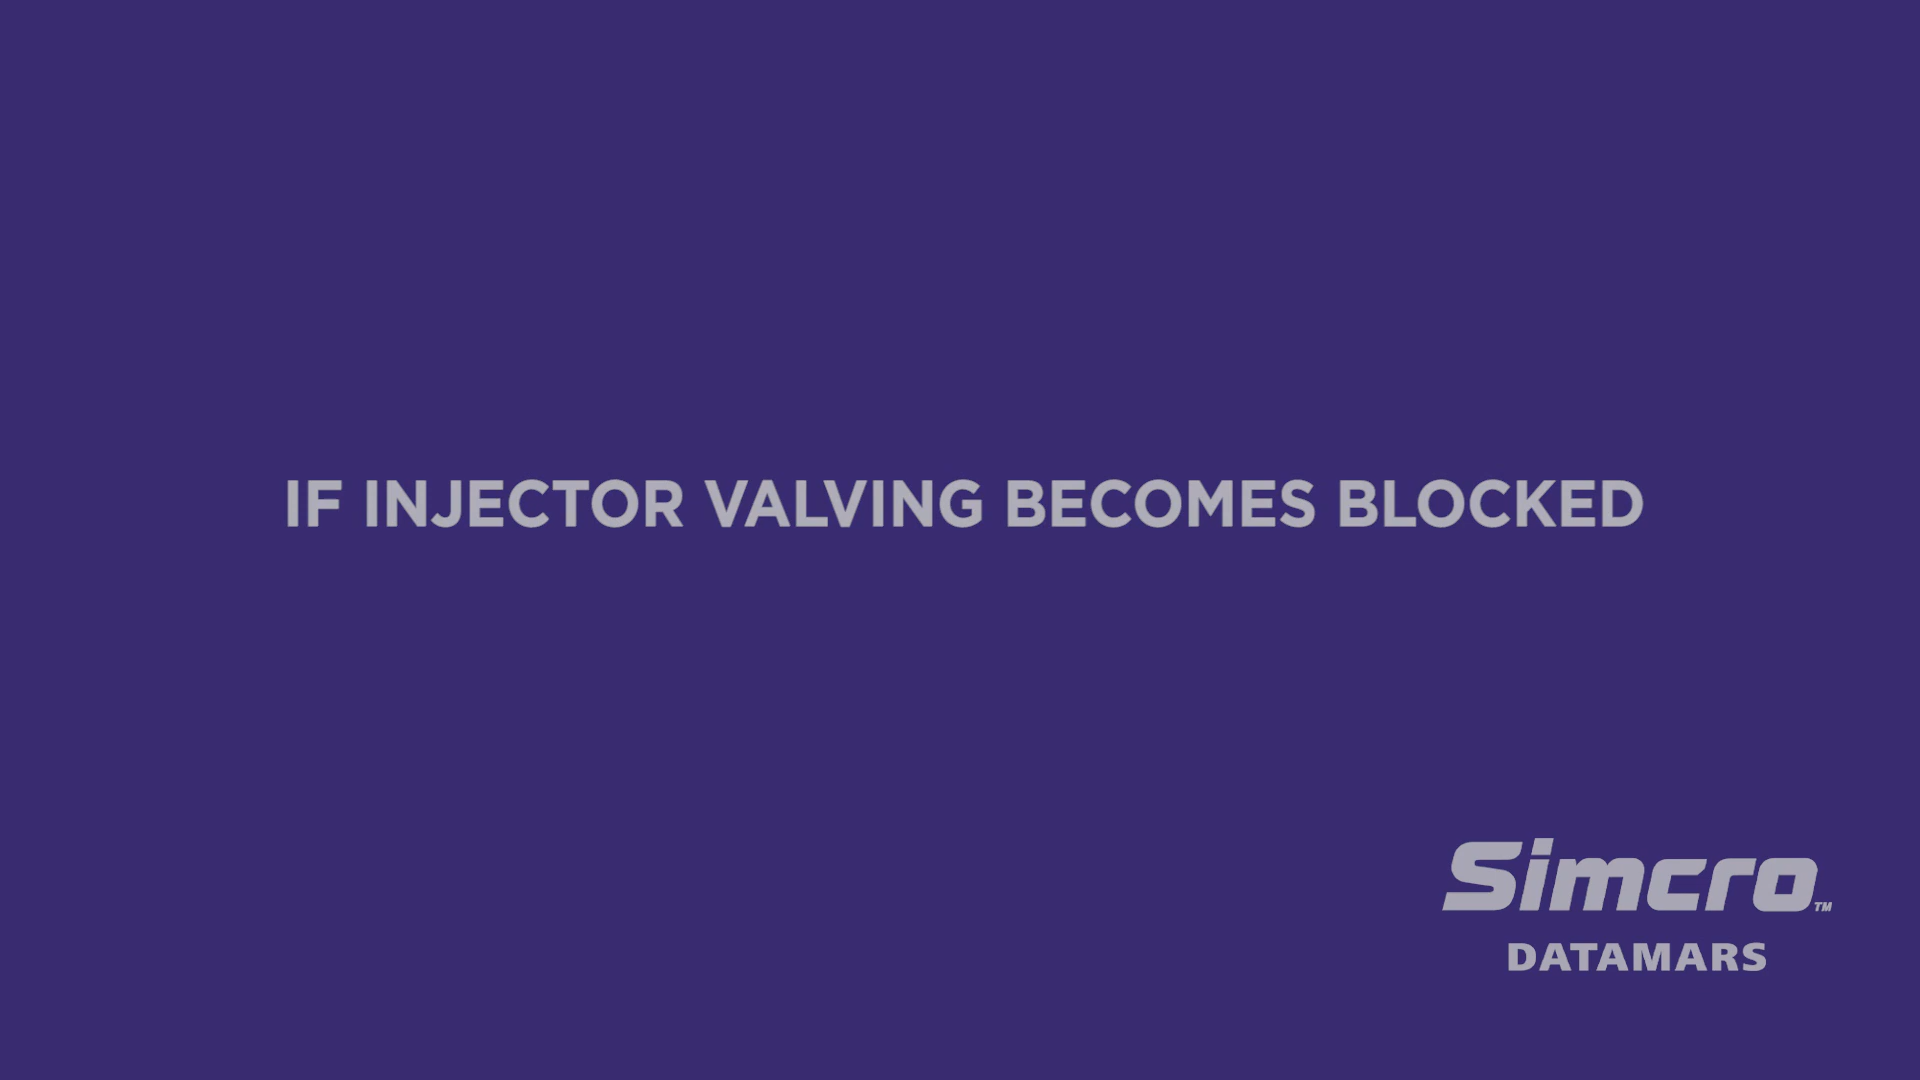 IF INJECTOR VALVING BECOMES BLOCKED
Simcro™
DATAMARS